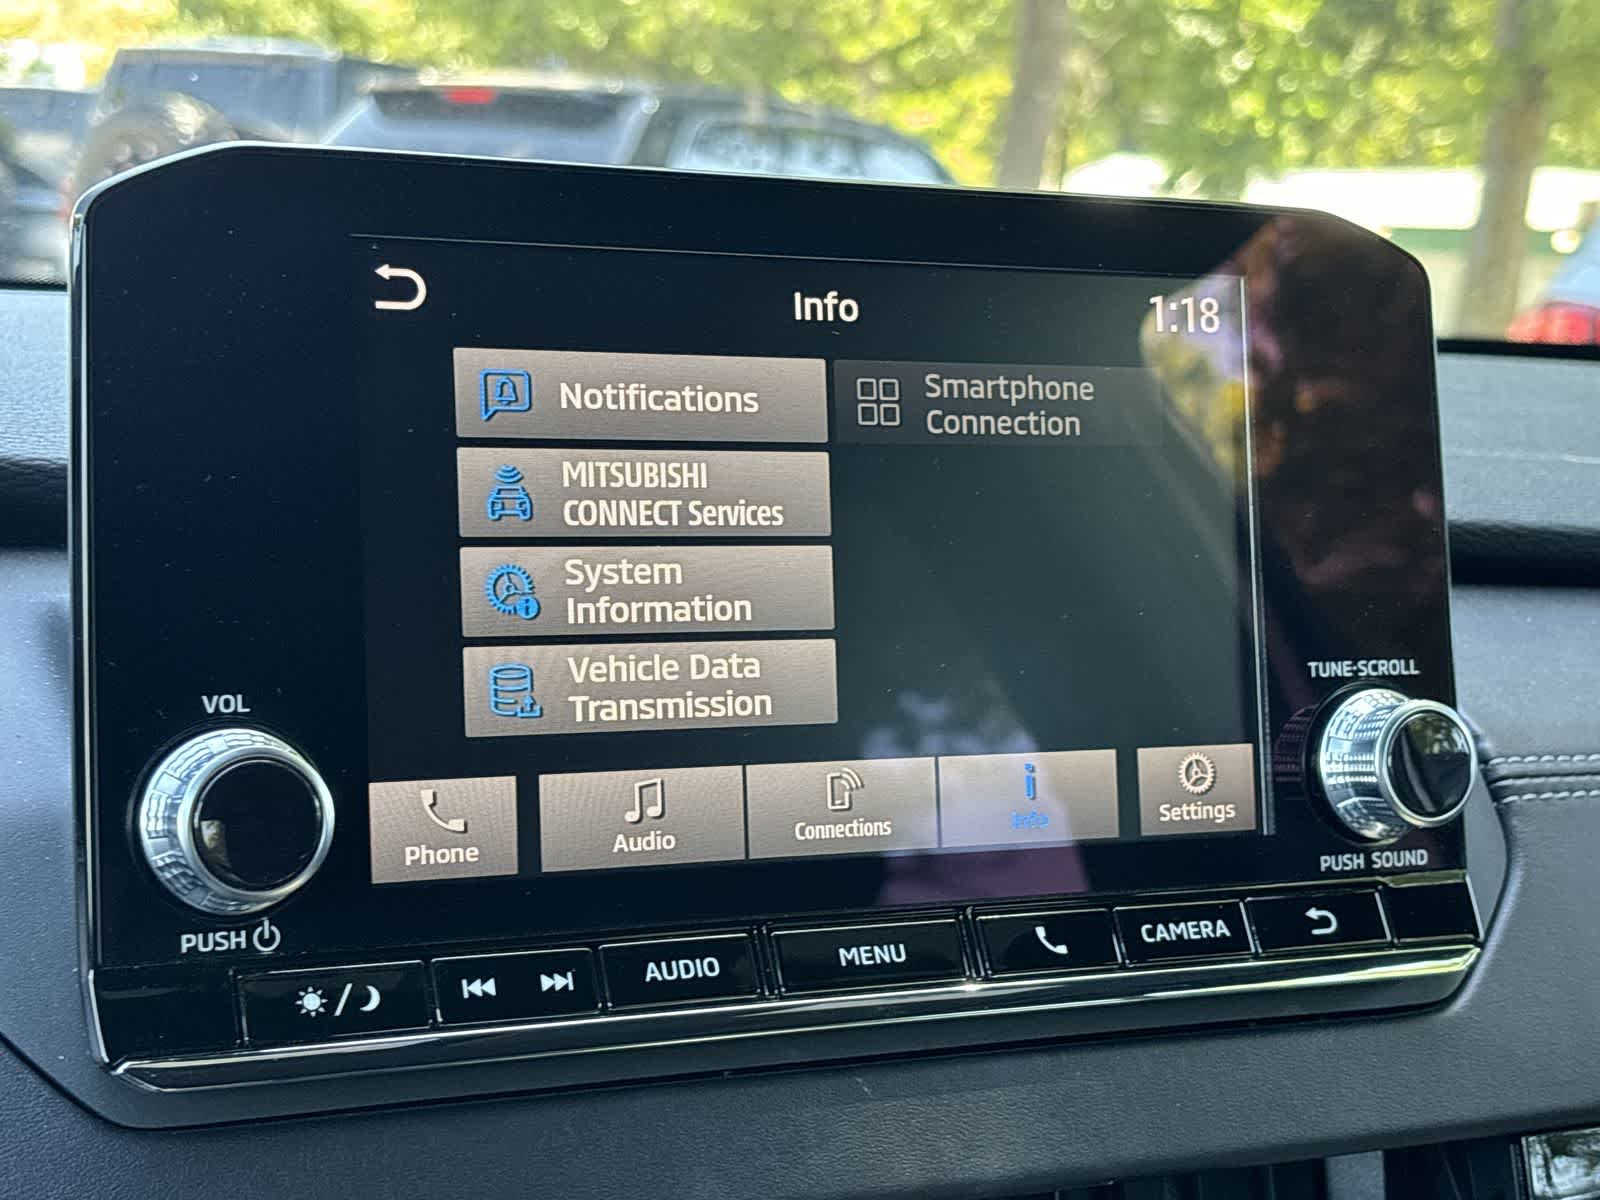 Info
1:18
Notifications
Smartphone
Connection
MITSUBISHI
CONNECT Services
System
Information
Vehicle Data
Transmission
Phone
Audio
Connections
Info
Settings
VOL
PUSH
TUNE·SCROLL
PUSH SOUND
AUDIO
MENU
CAMERA